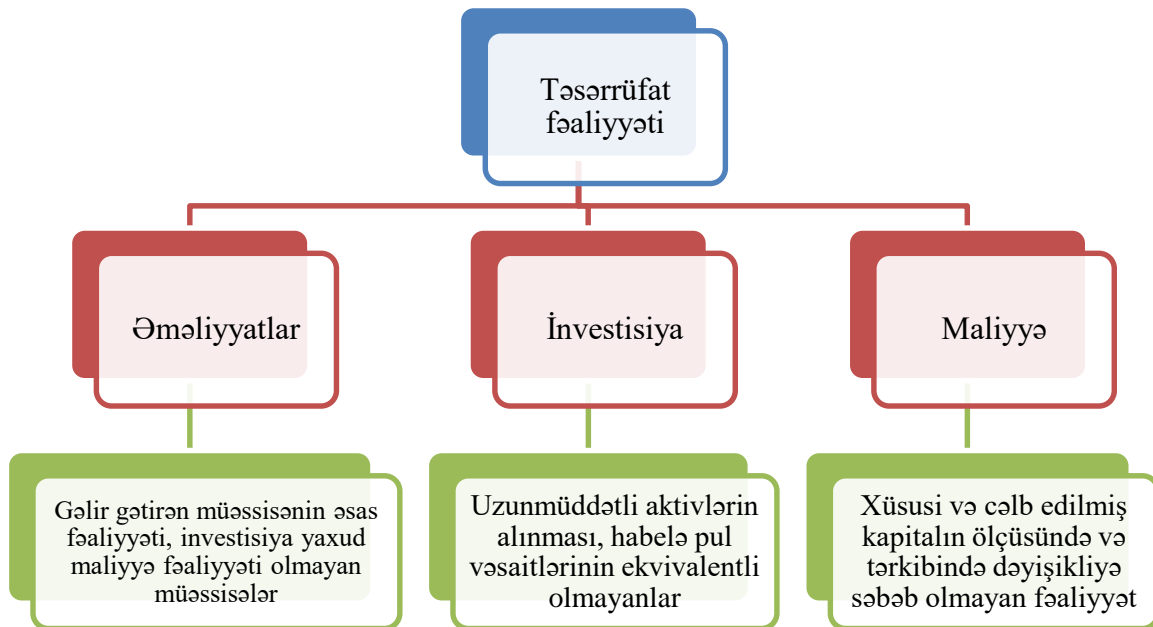 Təsərrüfat
fəaliyyəti
Əməliyyatlar
İnvestisiya
Maliyyə
Gəlir gətirən müəssisənin əsas
fəaliyyəti, investisiya yaxud
maliyyə fəaliyyəti olmayan
müəssisələr
Uzunmüddətli aktivlərin
alınması, habelə pul
vəsaitlərinin ekvivalentli
olmayanlar
Xüsusi və cəlb edilmiş
kapitalın ölçüsündə və
tərkibində dəyişikliyə
səbəb olmayan fəaliyyət